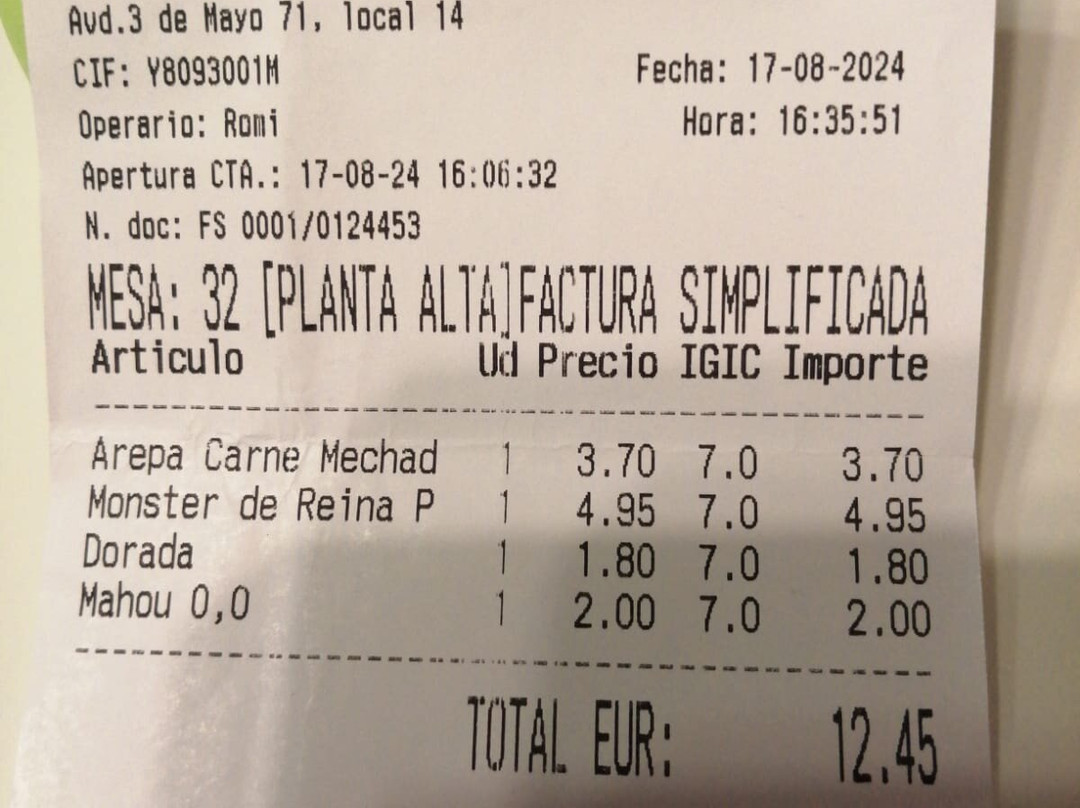 Avd.3 de Mayo 71, local 14
CIF: Y8093001M Fecha: 17-08-2024
Operario: Romi Hora: 16:35:51
Apertura CTA.: 17-08-24 16:06:32
N. doc: FS 0001/0124453
MESA: 32 [PLANTA ALTA]FACTURA SIMPLIFICADA
Articulo Ud Precio IGIC Importe
Arepa Carne Mechad 1 3.70 7.0 3.70
Monster de Reina P 1 4.95 7.0 4.95
Dorada 1 1.80 7.0 1.80
Mahou 0,0 1 2.00 7.0 2.00
TOTAL EUR: 12.45